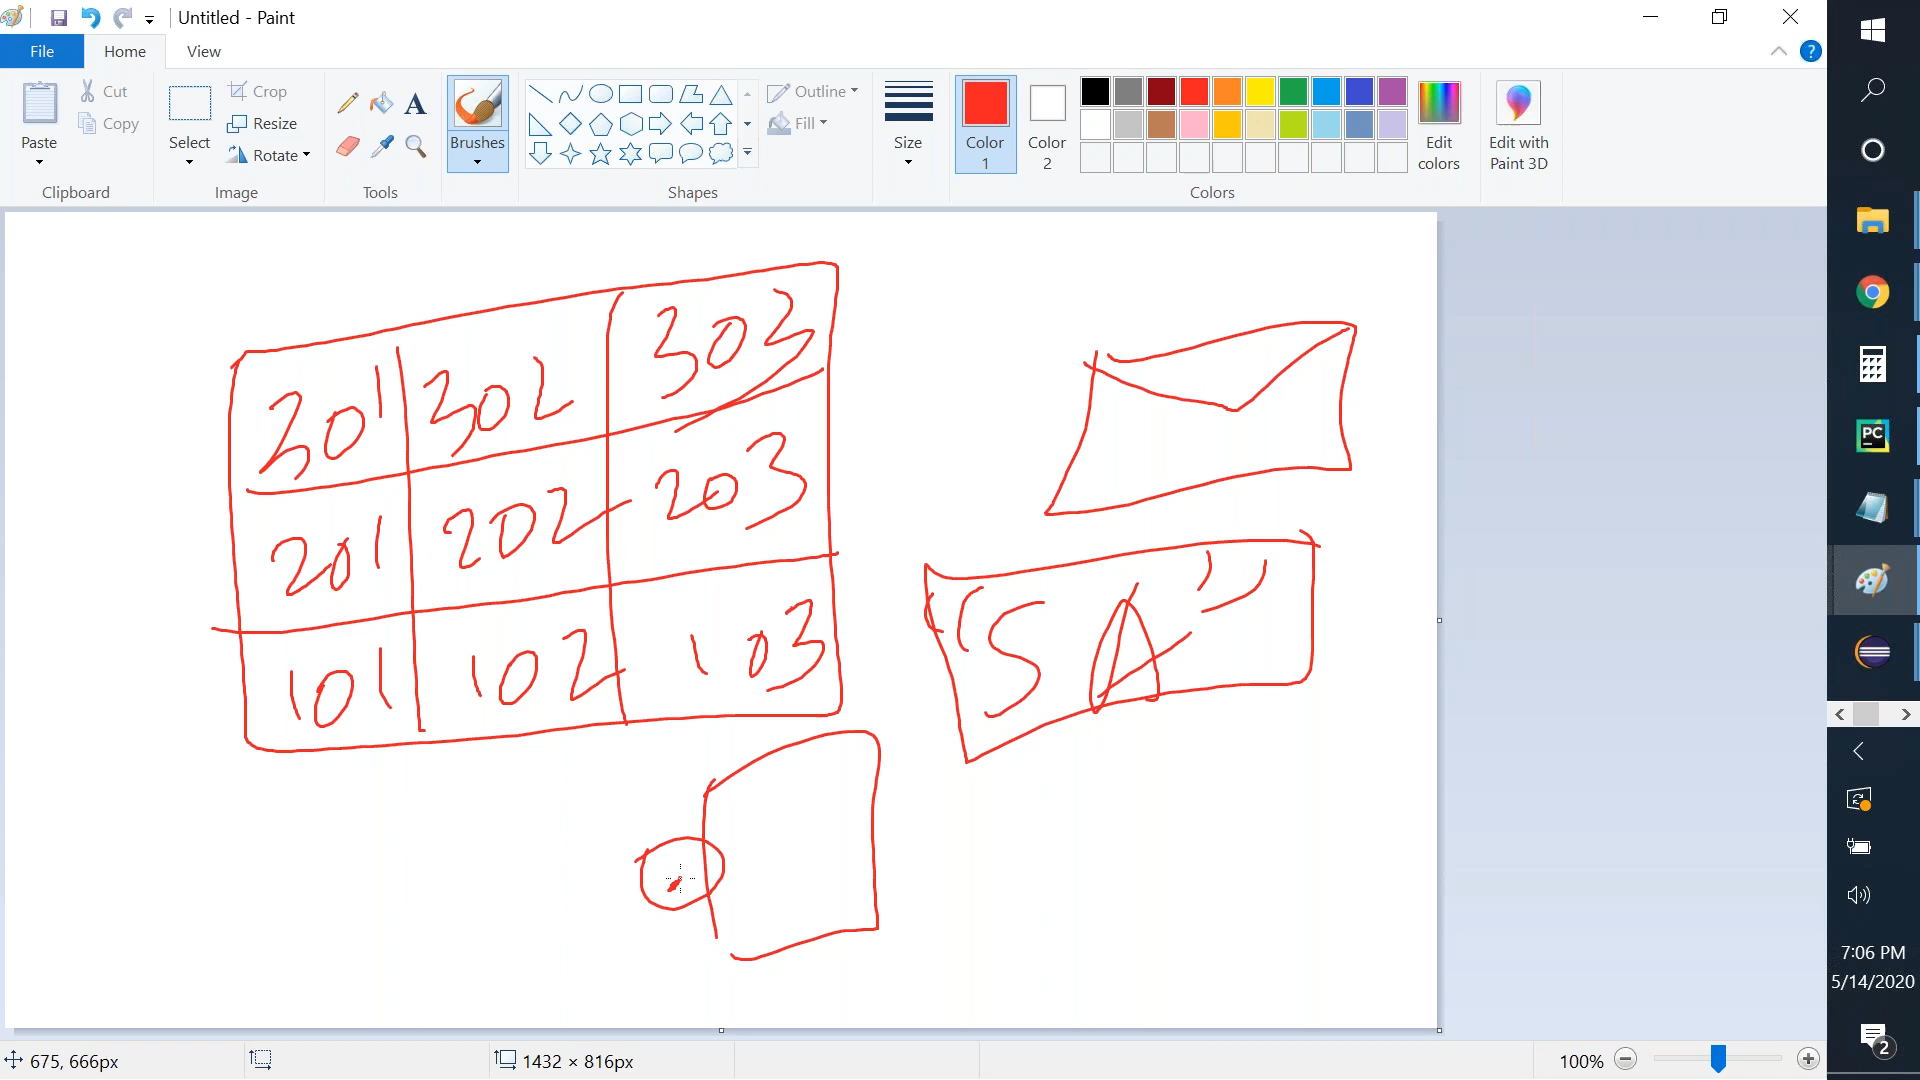 Untitled - Paint
File Home View
Paste
Cut
Copy
Clipboard
Select
Crop
Resize
Rotate
Image
A
Tools
Brushes
Shapes
Outline
Fill
Size
Color 1
Color 2
Colors
Edit colors
Edit with Paint 3D
?
301 302 303
201 202 203
101 102 103
"SA"
PC
7:06 PM
5/14/2020
2
675, 666px
1432 × 816px
100%